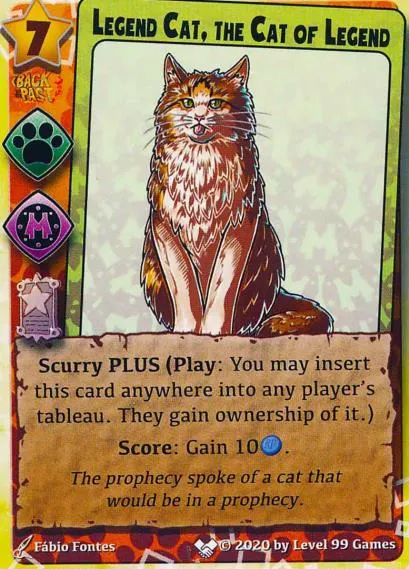 LEGEND CAT, THE CAT OF LEGEND
7
BACK
PAST
M
Scurry PLUS (Play: You may insert
this card anywhere into any player's
tableau. They gain ownership of it.)
Score: Gain 10.
The prophecy spoke of a cat that
would be in a prophecy.
Fábio Fontes
© 2020 by Level 99 Games